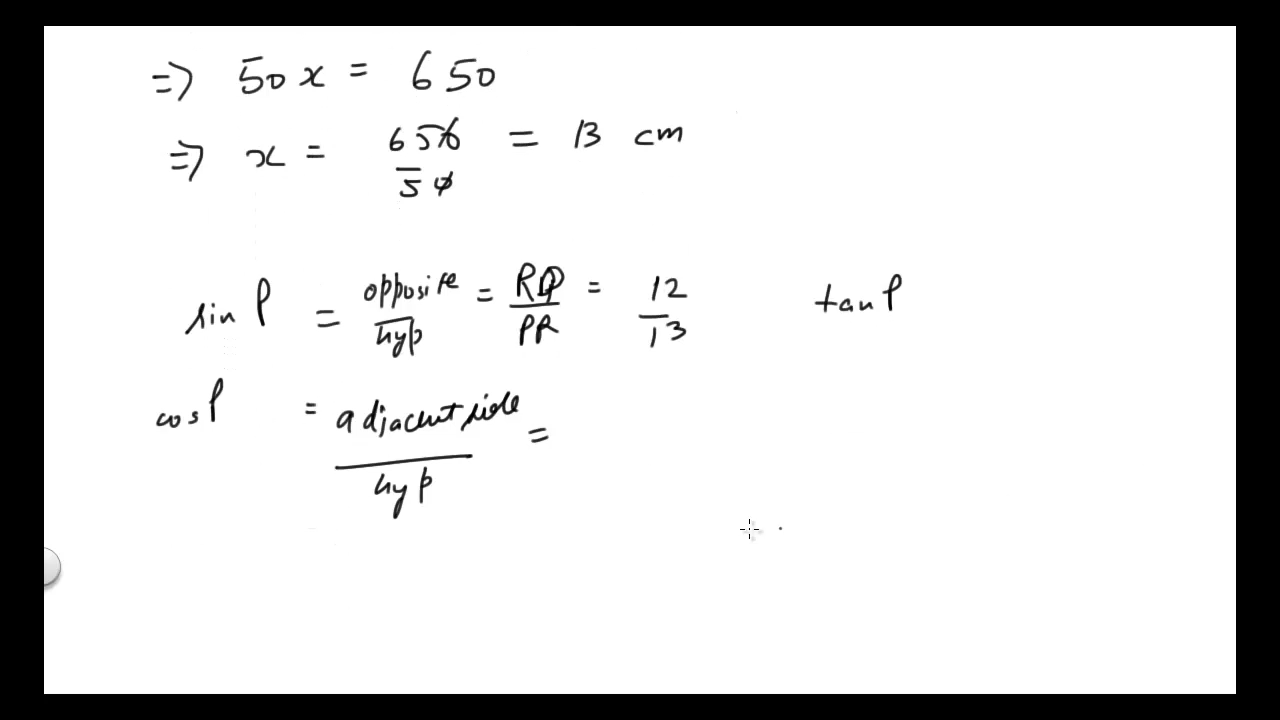 ⇒ 50x = 650
⇒ x = 650/50 = 13 cm
sin P = opposite/hyp = RQ/PR = 12/13 tan P
cos P = adjacent side/hyp =